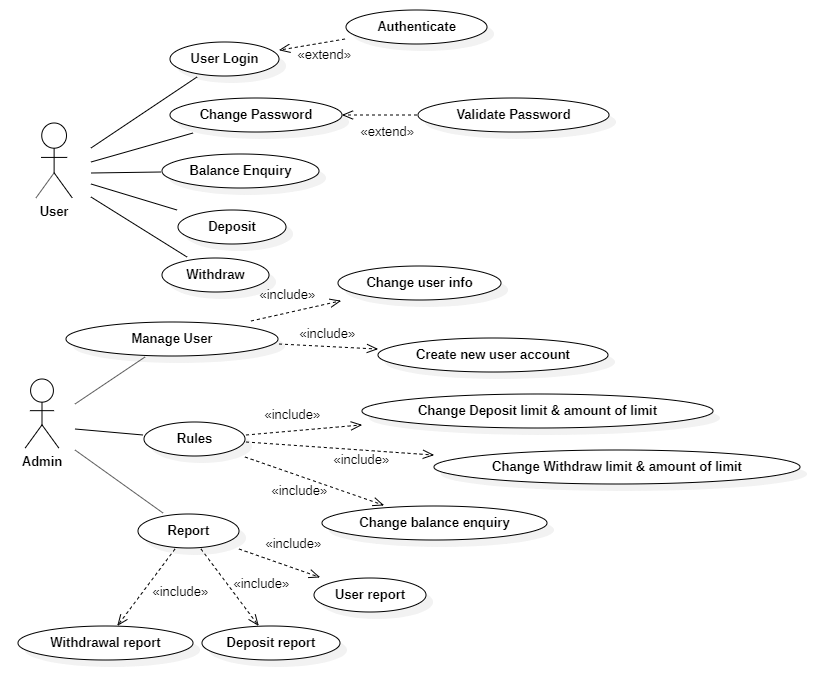 Authenticate
User Login
«extend»
Change Password
Validate Password
«extend»
Balance Enquiry
User
Deposit
Withdraw
Change user info
«include»
Manage User
«include»
Create new user account
Change Deposit limit & amount of limit
«include»
Rules
«include»
Change Withdraw limit & amount of limit
Admin
«include»
Change balance enquiry
Report
«include»
«include»
«include»
User report
Withdrawal report
Deposit report